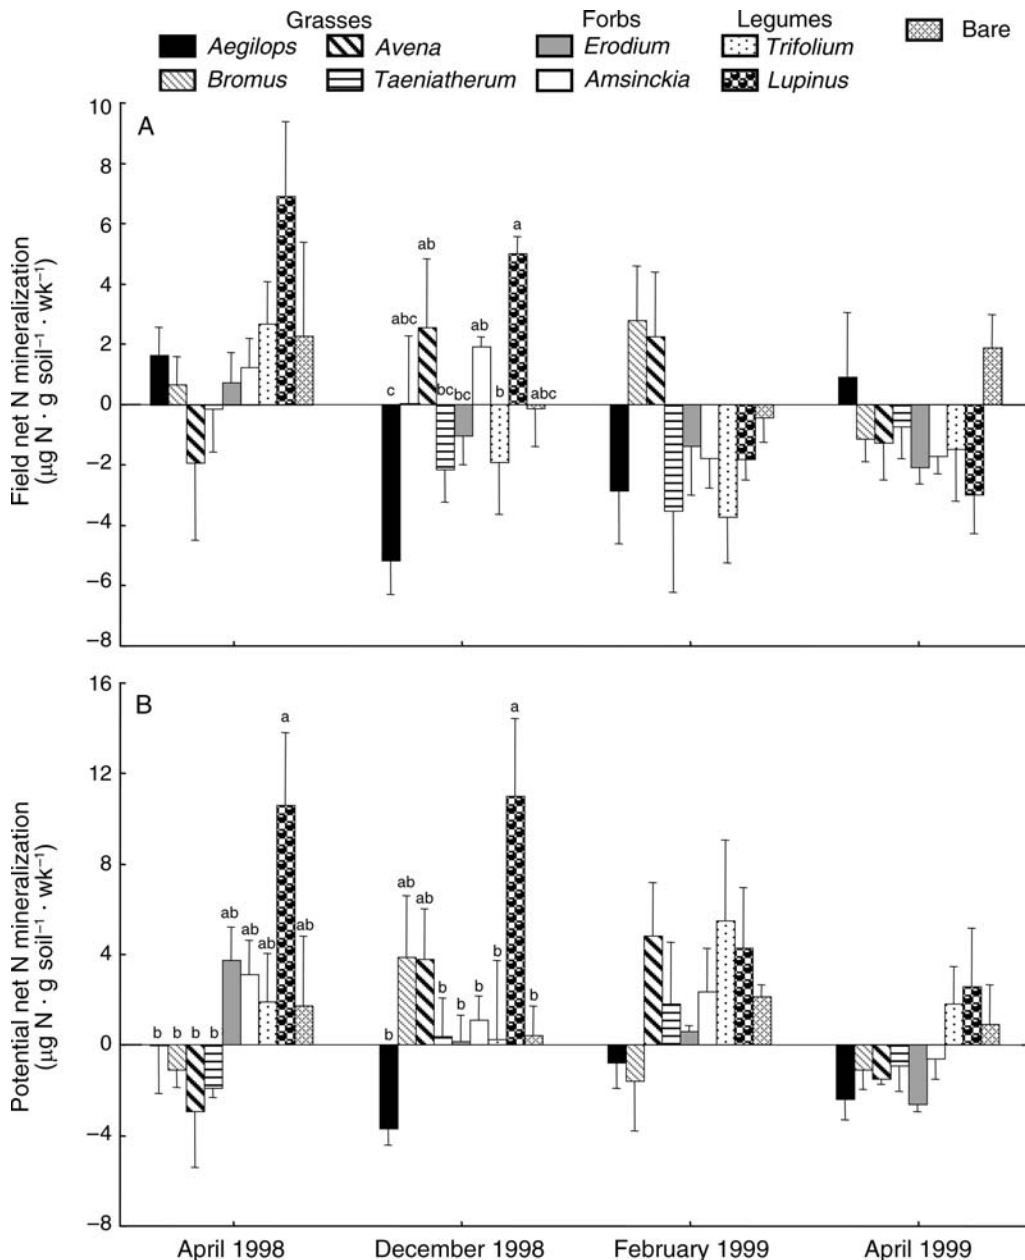 Grasses Forbs Legumes
Aegilops Avena Erodium Trifolium Bare
Bromus Taeniatherum Amsinckia Lupinus
A
Field net N mineralization
(μg N · g soil⁻¹ · wk⁻¹)
10
8
6
4
2
0
−2
−4
−6
−8
c abc ab bc bc ab b a abc
B
Potential net N mineralization
(μg N · g soil⁻¹ · wk⁻¹)
16
12
8
4
0
−4
−8
b b b b ab ab ab a ab
b ab ab b b b b a b
April 1998 December 1998 February 1999 April 1999